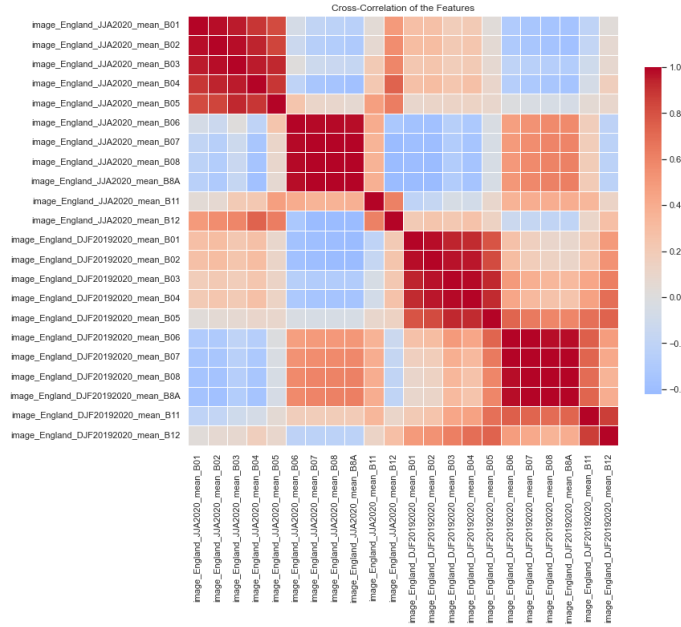 Cross-Correlation of the Features
image_England_JJA2020_mean_B01
image_England_JJA2020_mean_B02
image_England_JJA2020_mean_B03
image_England_JJA2020_mean_B04
image_England_JJA2020_mean_B05
image_England_JJA2020_mean_B06
image_England_JJA2020_mean_B07
image_England_JJA2020_mean_B08
image_England_JJA2020_mean_B8A
image_England_JJA2020_mean_B11
image_England_JJA2020_mean_B12
image_England_DJF20192020_mean_B01
image_England_DJF20192020_mean_B02
image_England_DJF20192020_mean_B03
image_England_DJF20192020_mean_B04
image_England_DJF20192020_mean_B05
image_England_DJF20192020_mean_B06
image_England_DJF20192020_mean_B07
image_England_DJF20192020_mean_B08
image_England_DJF20192020_mean_B8A
image_England_DJF20192020_mean_B11
image_England_DJF20192020_mean_B12
1.0
0.8
0.6
0.4
0.2
0.0
−0.
−0.
image_England_JJA2020_mean_B01
image_England_JJA2020_mean_B02
image_England_JJA2020_mean_B03
image_England_JJA2020_mean_B04
image_England_JJA2020_mean_B05
image_England_JJA2020_mean_B06
image_England_JJA2020_mean_B07
image_England_JJA2020_mean_B08
image_England_JJA2020_mean_B8A
image_England_JJA2020_mean_B11
image_England_JJA2020_mean_B12
image_England_DJF20192020_mean_B01
image_England_DJF20192020_mean_B02
image_England_DJF20192020_mean_B03
image_England_DJF20192020_mean_B04
image_England_DJF20192020_mean_B05
image_England_DJF20192020_mean_B06
image_England_DJF20192020_mean_B07
image_England_DJF20192020_mean_B08
image_England_DJF20192020_mean_B8A
image_England_DJF20192020_mean_B11
image_England_DJF20192020_mean_B12